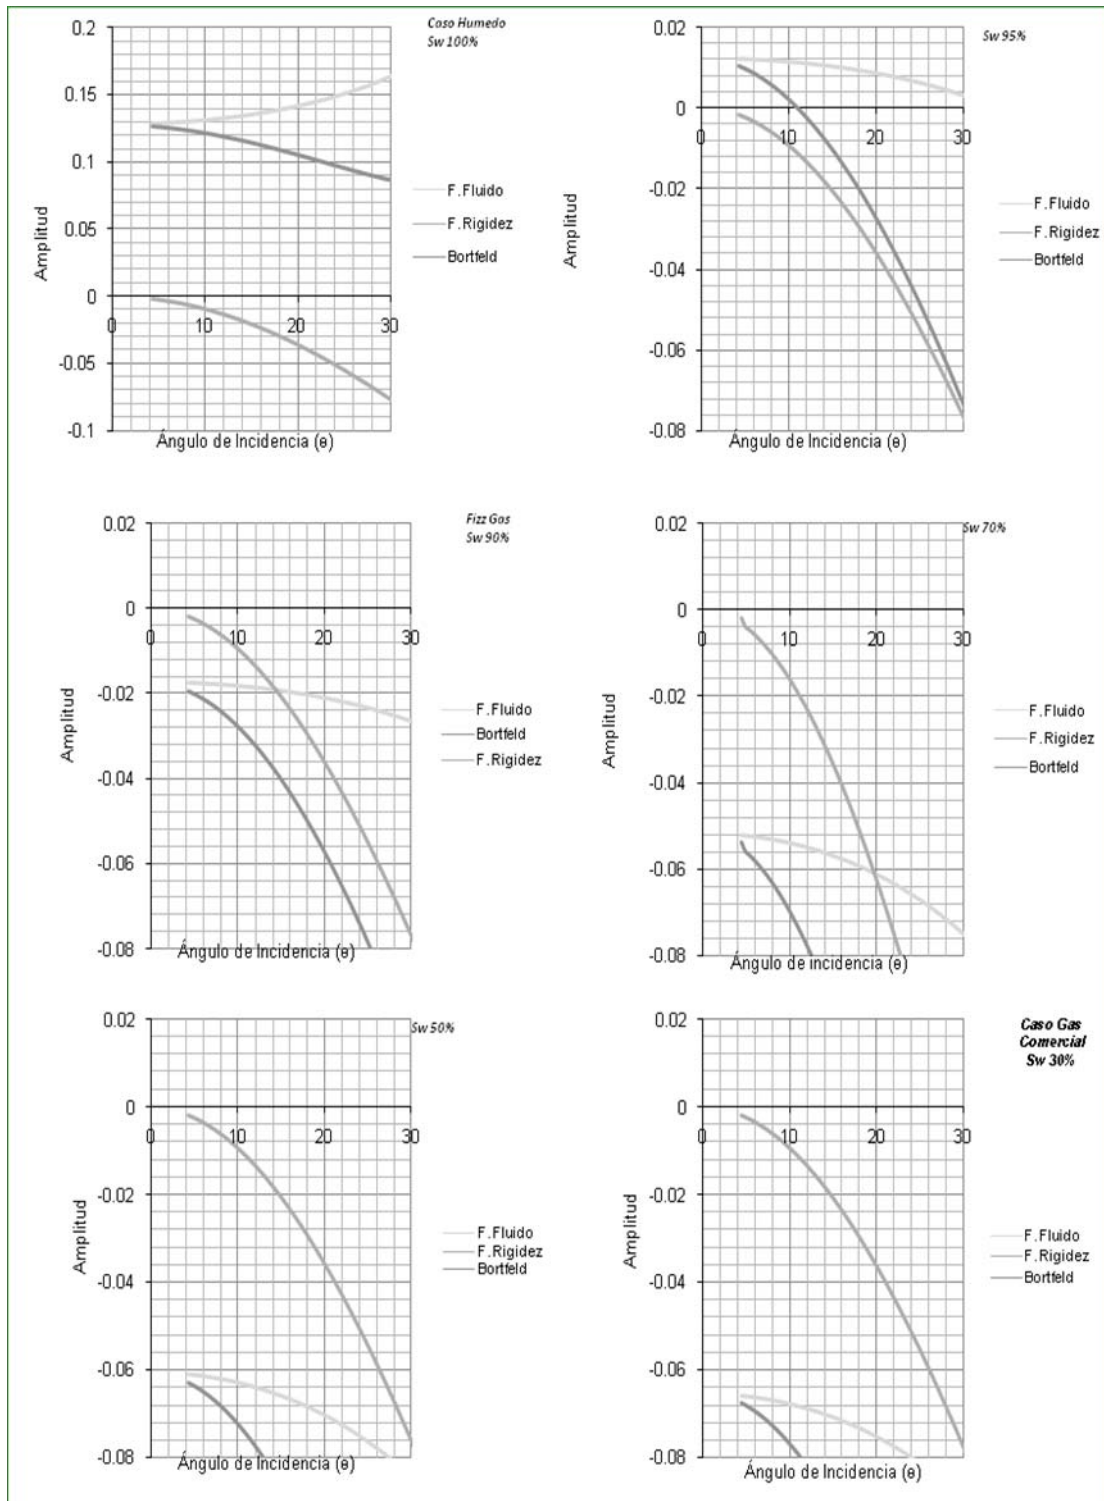 Caso Humedo
Sw 100%
0.2
0.15
0.1
0.05
0
-0.05
-0.1
0 10 20 30
Amplitud
Ángulo de Incidencia (θ)
F.Fluido
F.Rigidez
Bortfeld
Sw 95%
0.02
0
-0.02
-0.04
-0.06
-0.08
0 10 20 30
Amplitud
Ángulo de Incidencia (θ)
F.Fluido
F.Rigidez
Bortfeld
Fizz Gas
Sw 90%
0.02
0
-0.02
-0.04
-0.06
-0.08
0 10 20 30
Amplitud
Ángulo de Incidencia (θ)
F.Fluido
Bortfeld
F.Rigidez
Sw 70%
0.02
0
-0.02
-0.04
-0.06
-0.08
0 10 20 30
Amplitud
Ángulo de incidencia (θ)
F.Fluido
F.Rigidez
Bortfeld
Sw 50%
0.02
0
-0.02
-0.04
-0.06
-0.08
0 10 20 30
Amplitud
Ángulo de Incidencia (θ)
F.Fluido
F.Rigidez
Bortfeld
Caso Gas
Comercial
Sw 30%
0.02
0
-0.02
-0.04
-0.06
-0.08
0 10 20 30
Amplitud
Ángulo de Incidencia (θ)
F.Fluido
F.Rigidez
Bortfeld